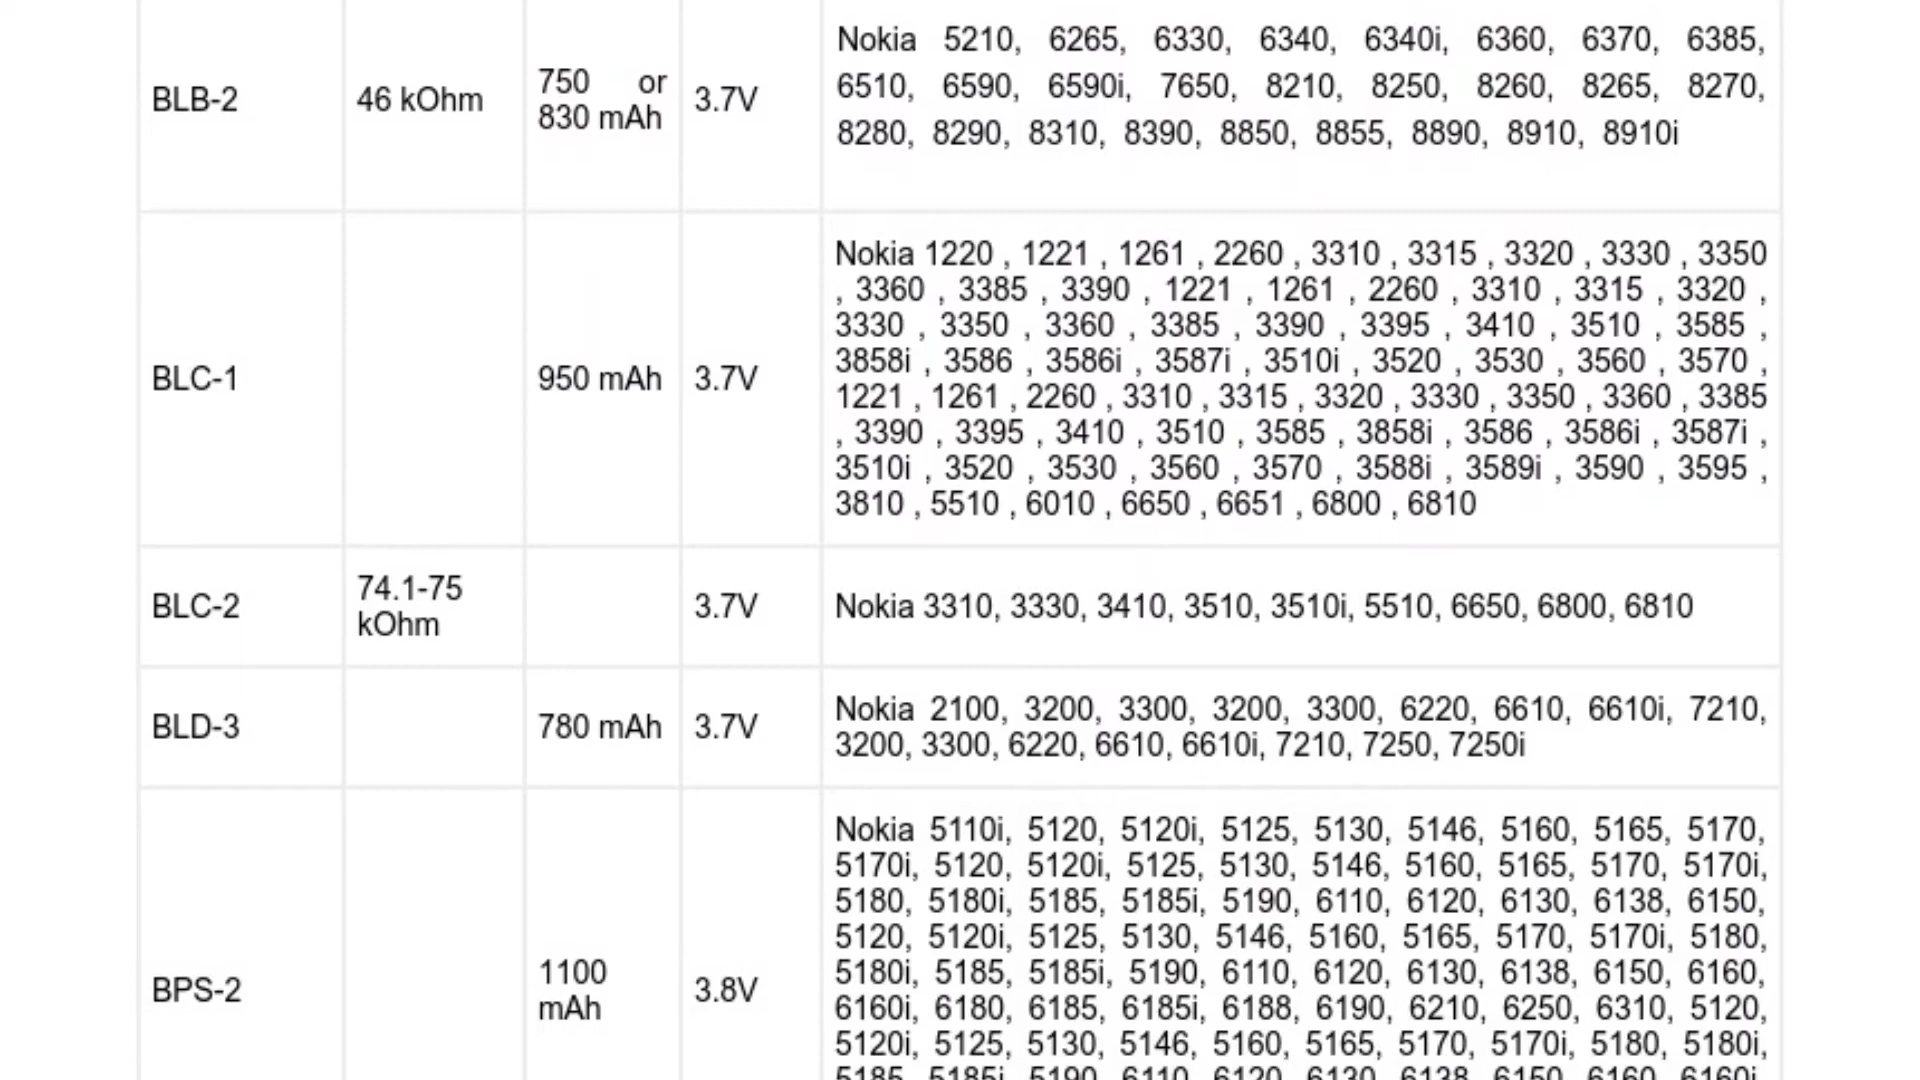 Nokia 5210, 6265, 6330, 6340, 6340i, 6360, 6370, 6385,
BLB-2 46 kOhm 750 or 830 mAh 3.7V
6510, 6590, 6590i, 7650, 8210, 8250, 8260, 8265, 8270,
8280, 8290, 8310, 8390, 8850, 8855, 8890, 8910, 8910i
BLC-1 950 mAh 3.7V
Nokia 1220 , 1221 , 1261 , 2260 , 3310 , 3315 , 3320 , 3330 , 3350
, 3360 , 3385 , 3390 , 1221 , 1261 , 2260 , 3310 , 3315 , 3320 ,
3330 , 3350 , 3360 , 3385 , 3390 , 3395 , 3410 , 3510 , 3585 ,
3858i , 3586 , 3586i , 3587i , 3510i , 3520 , 3530 , 3560 , 3570 ,
1221 , 1261 , 2260 , 3310 , 3315 , 3320 , 3330 , 3350 , 3360 , 3385
, 3390 , 3395 , 3410 , 3510 , 3585 , 3858i , 3586 , 3586i , 3587i ,
3510i , 3520 , 3530 , 3560 , 3570 , 3588i , 3589i , 3590 , 3595 ,
3810 , 5510 , 6010 , 6650 , 6651 , 6800 , 6810
BLC-2 74.1-75 kOhm 3.7V Nokia 3310, 3330, 3410, 3510, 3510i, 5510, 6650, 6800, 6810
BLD-3 780 mAh 3.7V
Nokia 2100, 3200, 3300, 3200, 3300, 6220, 6610, 6610i, 7210,
3200, 3300, 6220, 6610, 6610i, 7210, 7250, 7250i
BPS-2 1100 mAh 3.8V
Nokia 5110i, 5120, 5120i, 5125, 5130, 5146, 5160, 5165, 5170,
5170i, 5120, 5120i, 5125, 5130, 5146, 5160, 5165, 5170, 5170i,
5180, 5180i, 5185, 5185i, 5190, 6110, 6120, 6130, 6138, 6150,
5120, 5120i, 5125, 5130, 5146, 5160, 5165, 5170, 5170i, 5180,
5180i, 5185, 5185i, 5190, 6110, 6120, 6130, 6138, 6150, 6160,
6160i, 6180, 6185, 6185i, 6188, 6190, 6210, 6250, 6310, 5120,
5120i, 5125, 5130, 5146, 5160, 5165, 5170, 5170i, 5180, 5180i,
5185, 5185i, 5190, 6110, 6120, 6130, 6138, 6150, 6160, 6160i,